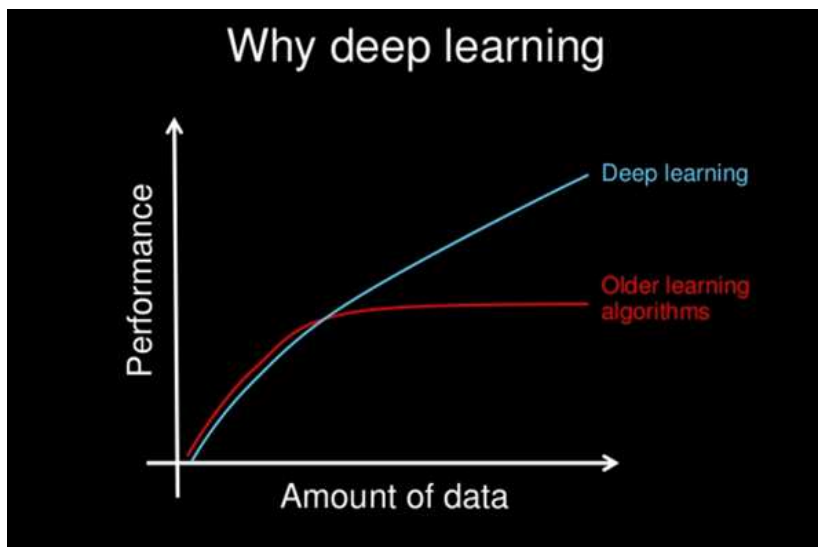 Why deep learning
Performance
Deep learning
Older learning
algorithms
Amount of data